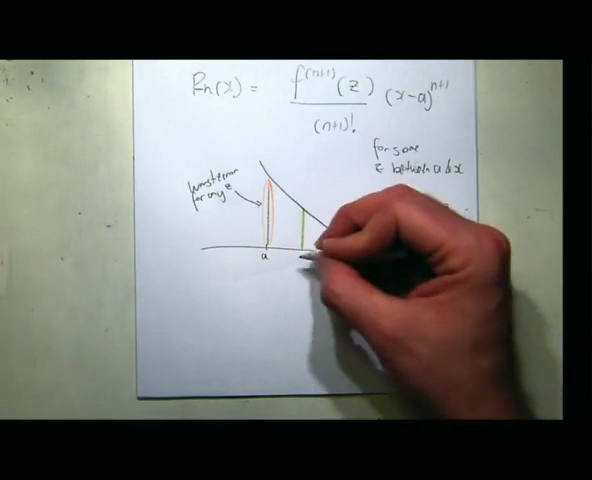 Rn(x) = f^(n+1) (z) / (n+1)! (x-a)^n+1
for some
z between a & x
worst error
for any z
a